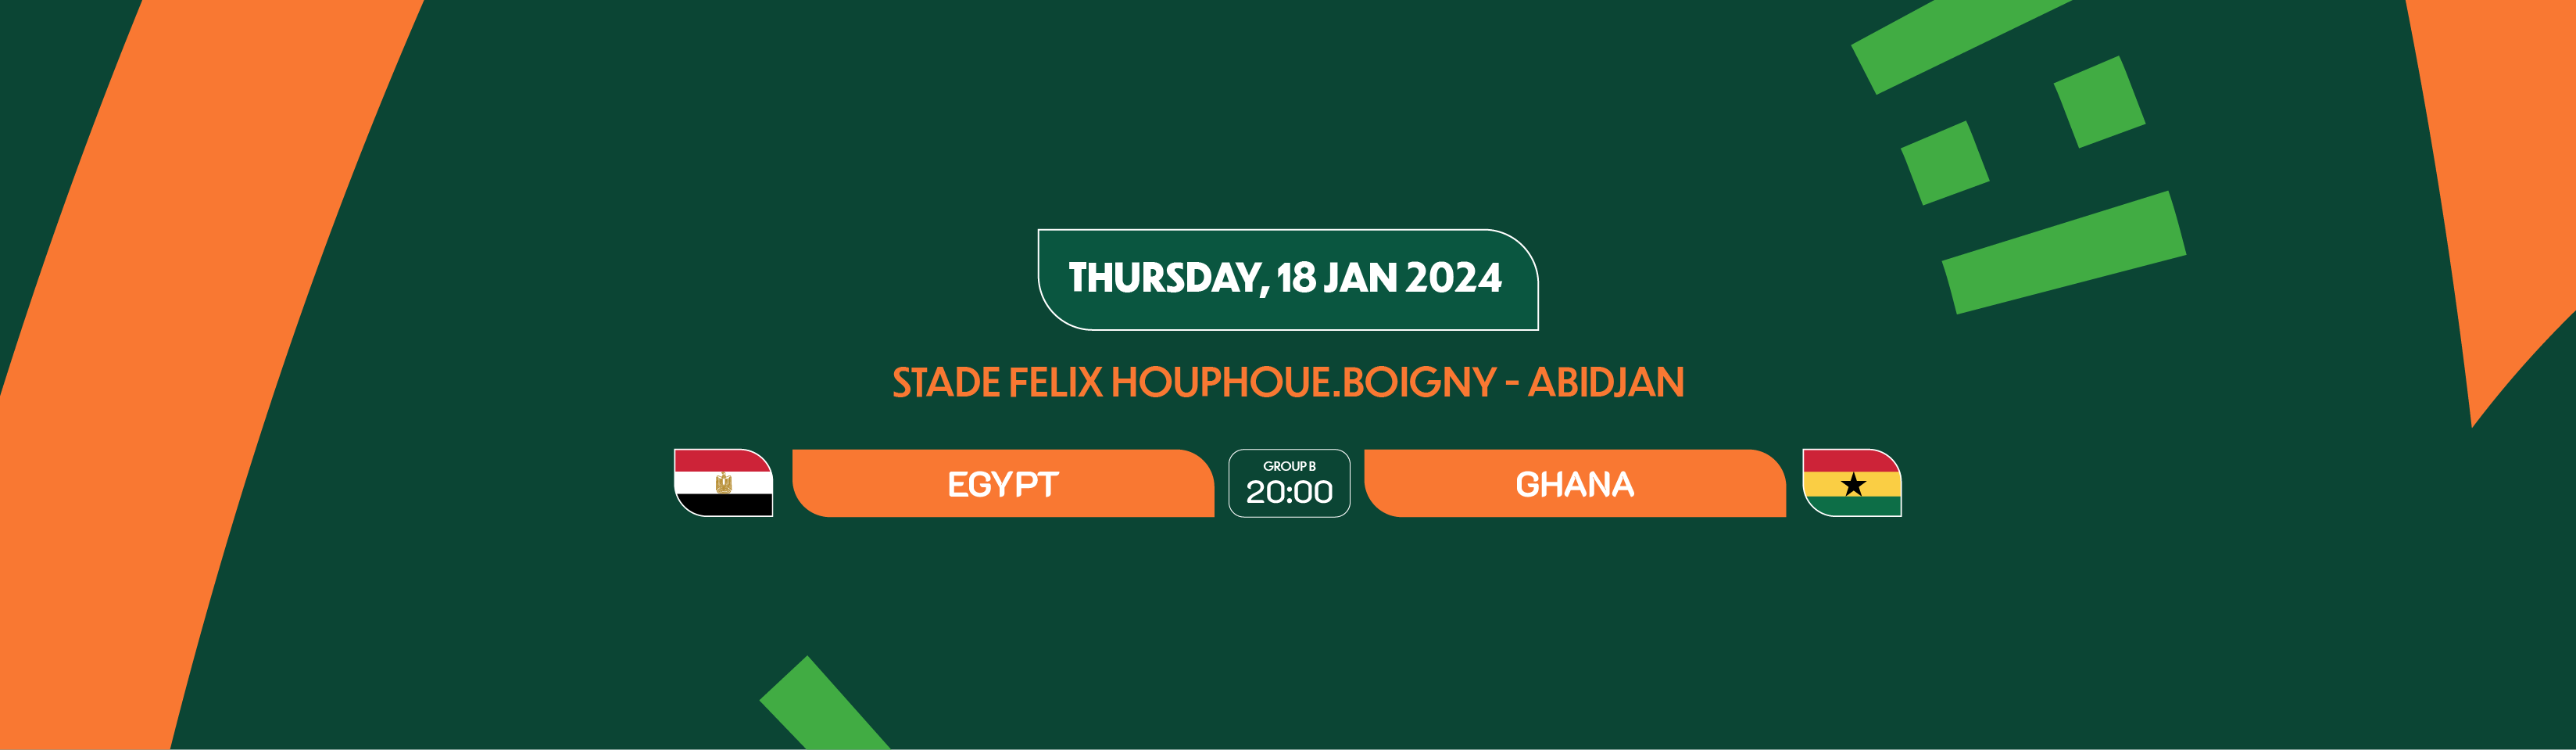 THURSDAY, 18 JAN 2024
STADE FELIX HOUPHOUE.BOIGNY - ABIDJAN
EGYPT
GROUP B
20:00
GHANA